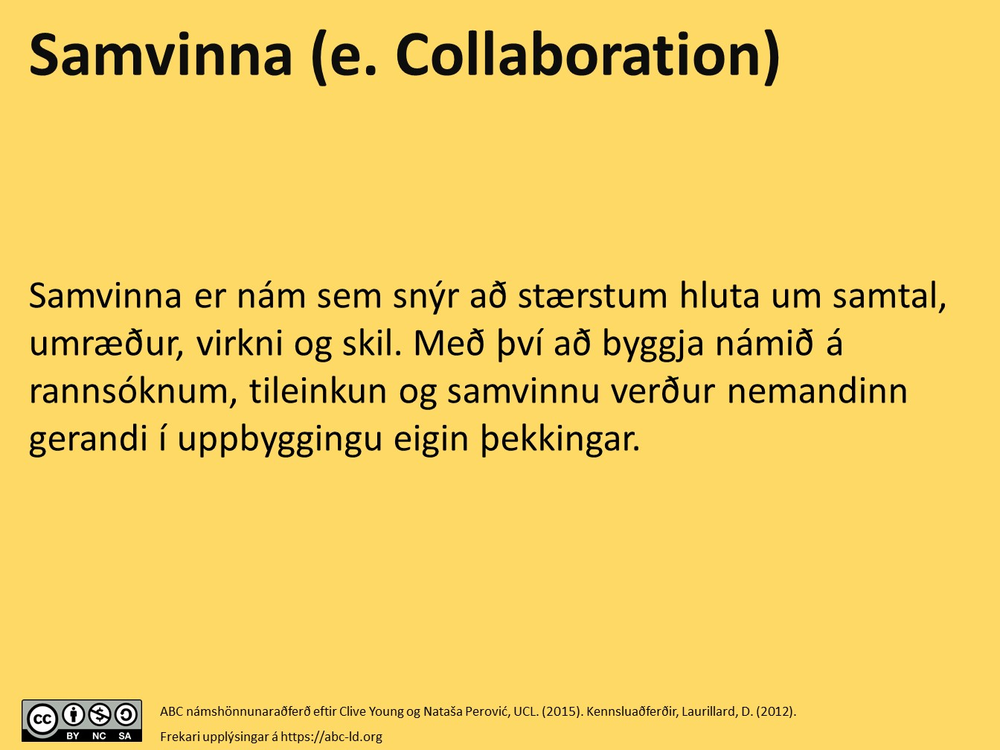 Samvinna (e. Collaboration)
Samvinna er nám sem snýr að stærstum hluta um samtal,
umræður, virkni og skil. Með því að byggja námið á
rannsóknum, tileinkun og samvinnu verður nemandinn
gerandi í uppbyggingu eigin þekkingar.
cc
BY NC SA
ABC námshönnunaraðferð eftir Clive Young og Nataša Perović, UCL. (2015). Kennsluaðferðir, Laurillard, D. (2012).
Frekari upplýsingar á https://abc-ld.org